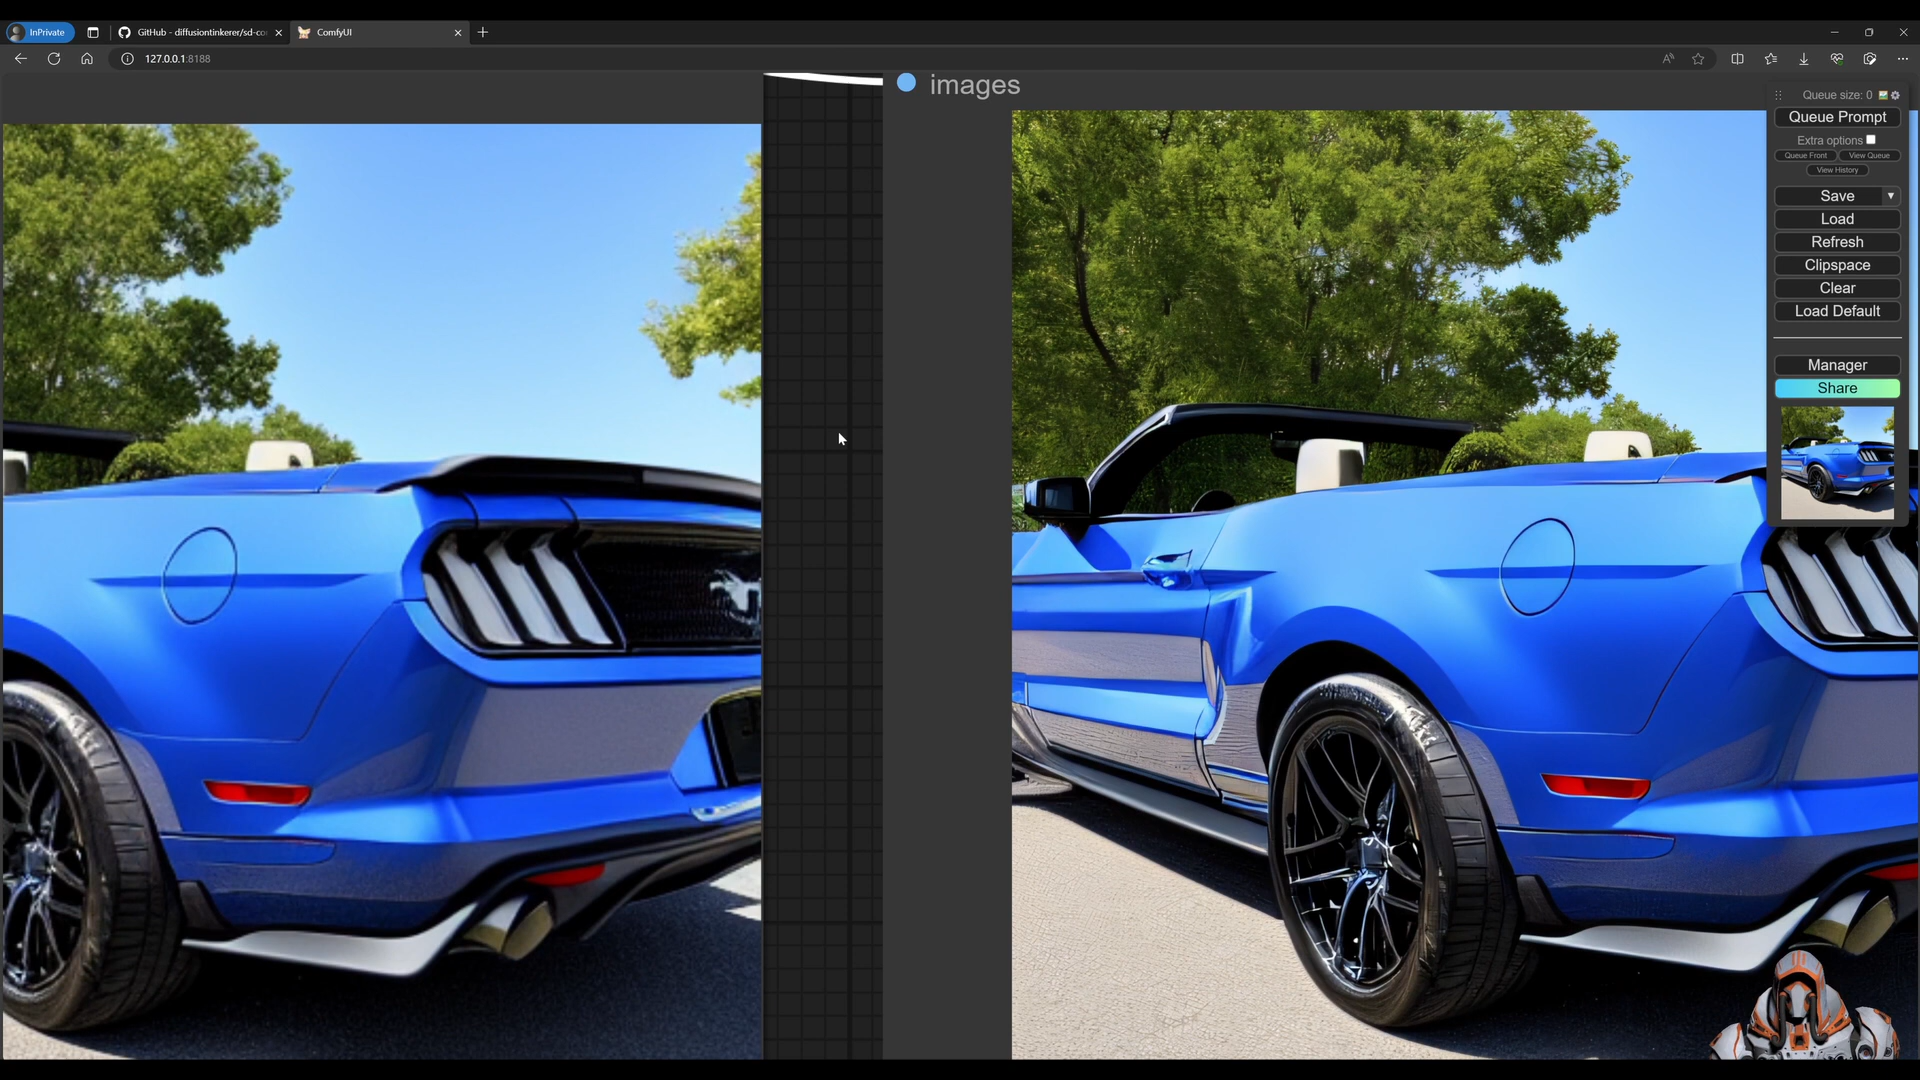 InPrivate
GitHub - diffusiontinkerer/sd-co
ComfyUI
127.0.0.1:8188
images
Queue size: 0
Queue Prompt
Extra options
Queue Front
View Queue
View History
Save
Load
Refresh
Clipspace
Clear
Load Default
Manager
Share